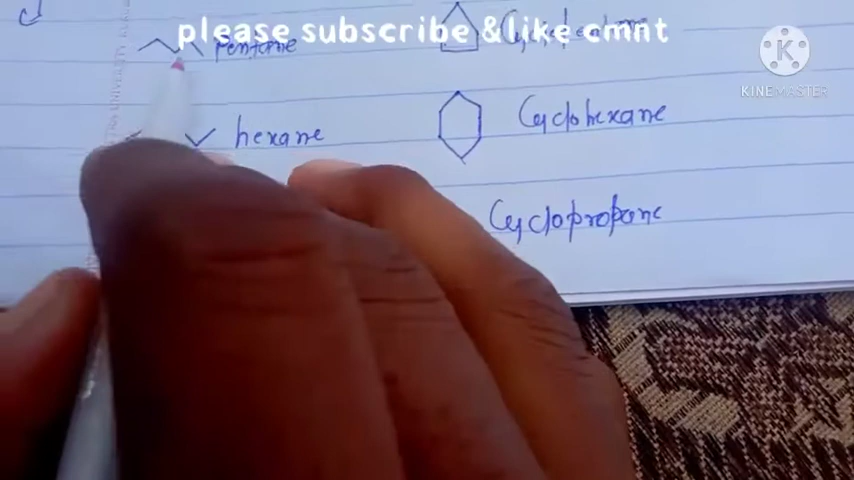 please subscribe & like cmnt
Pentane
KINEMASTER
hexane
Cyclohexane
Cyclopropane